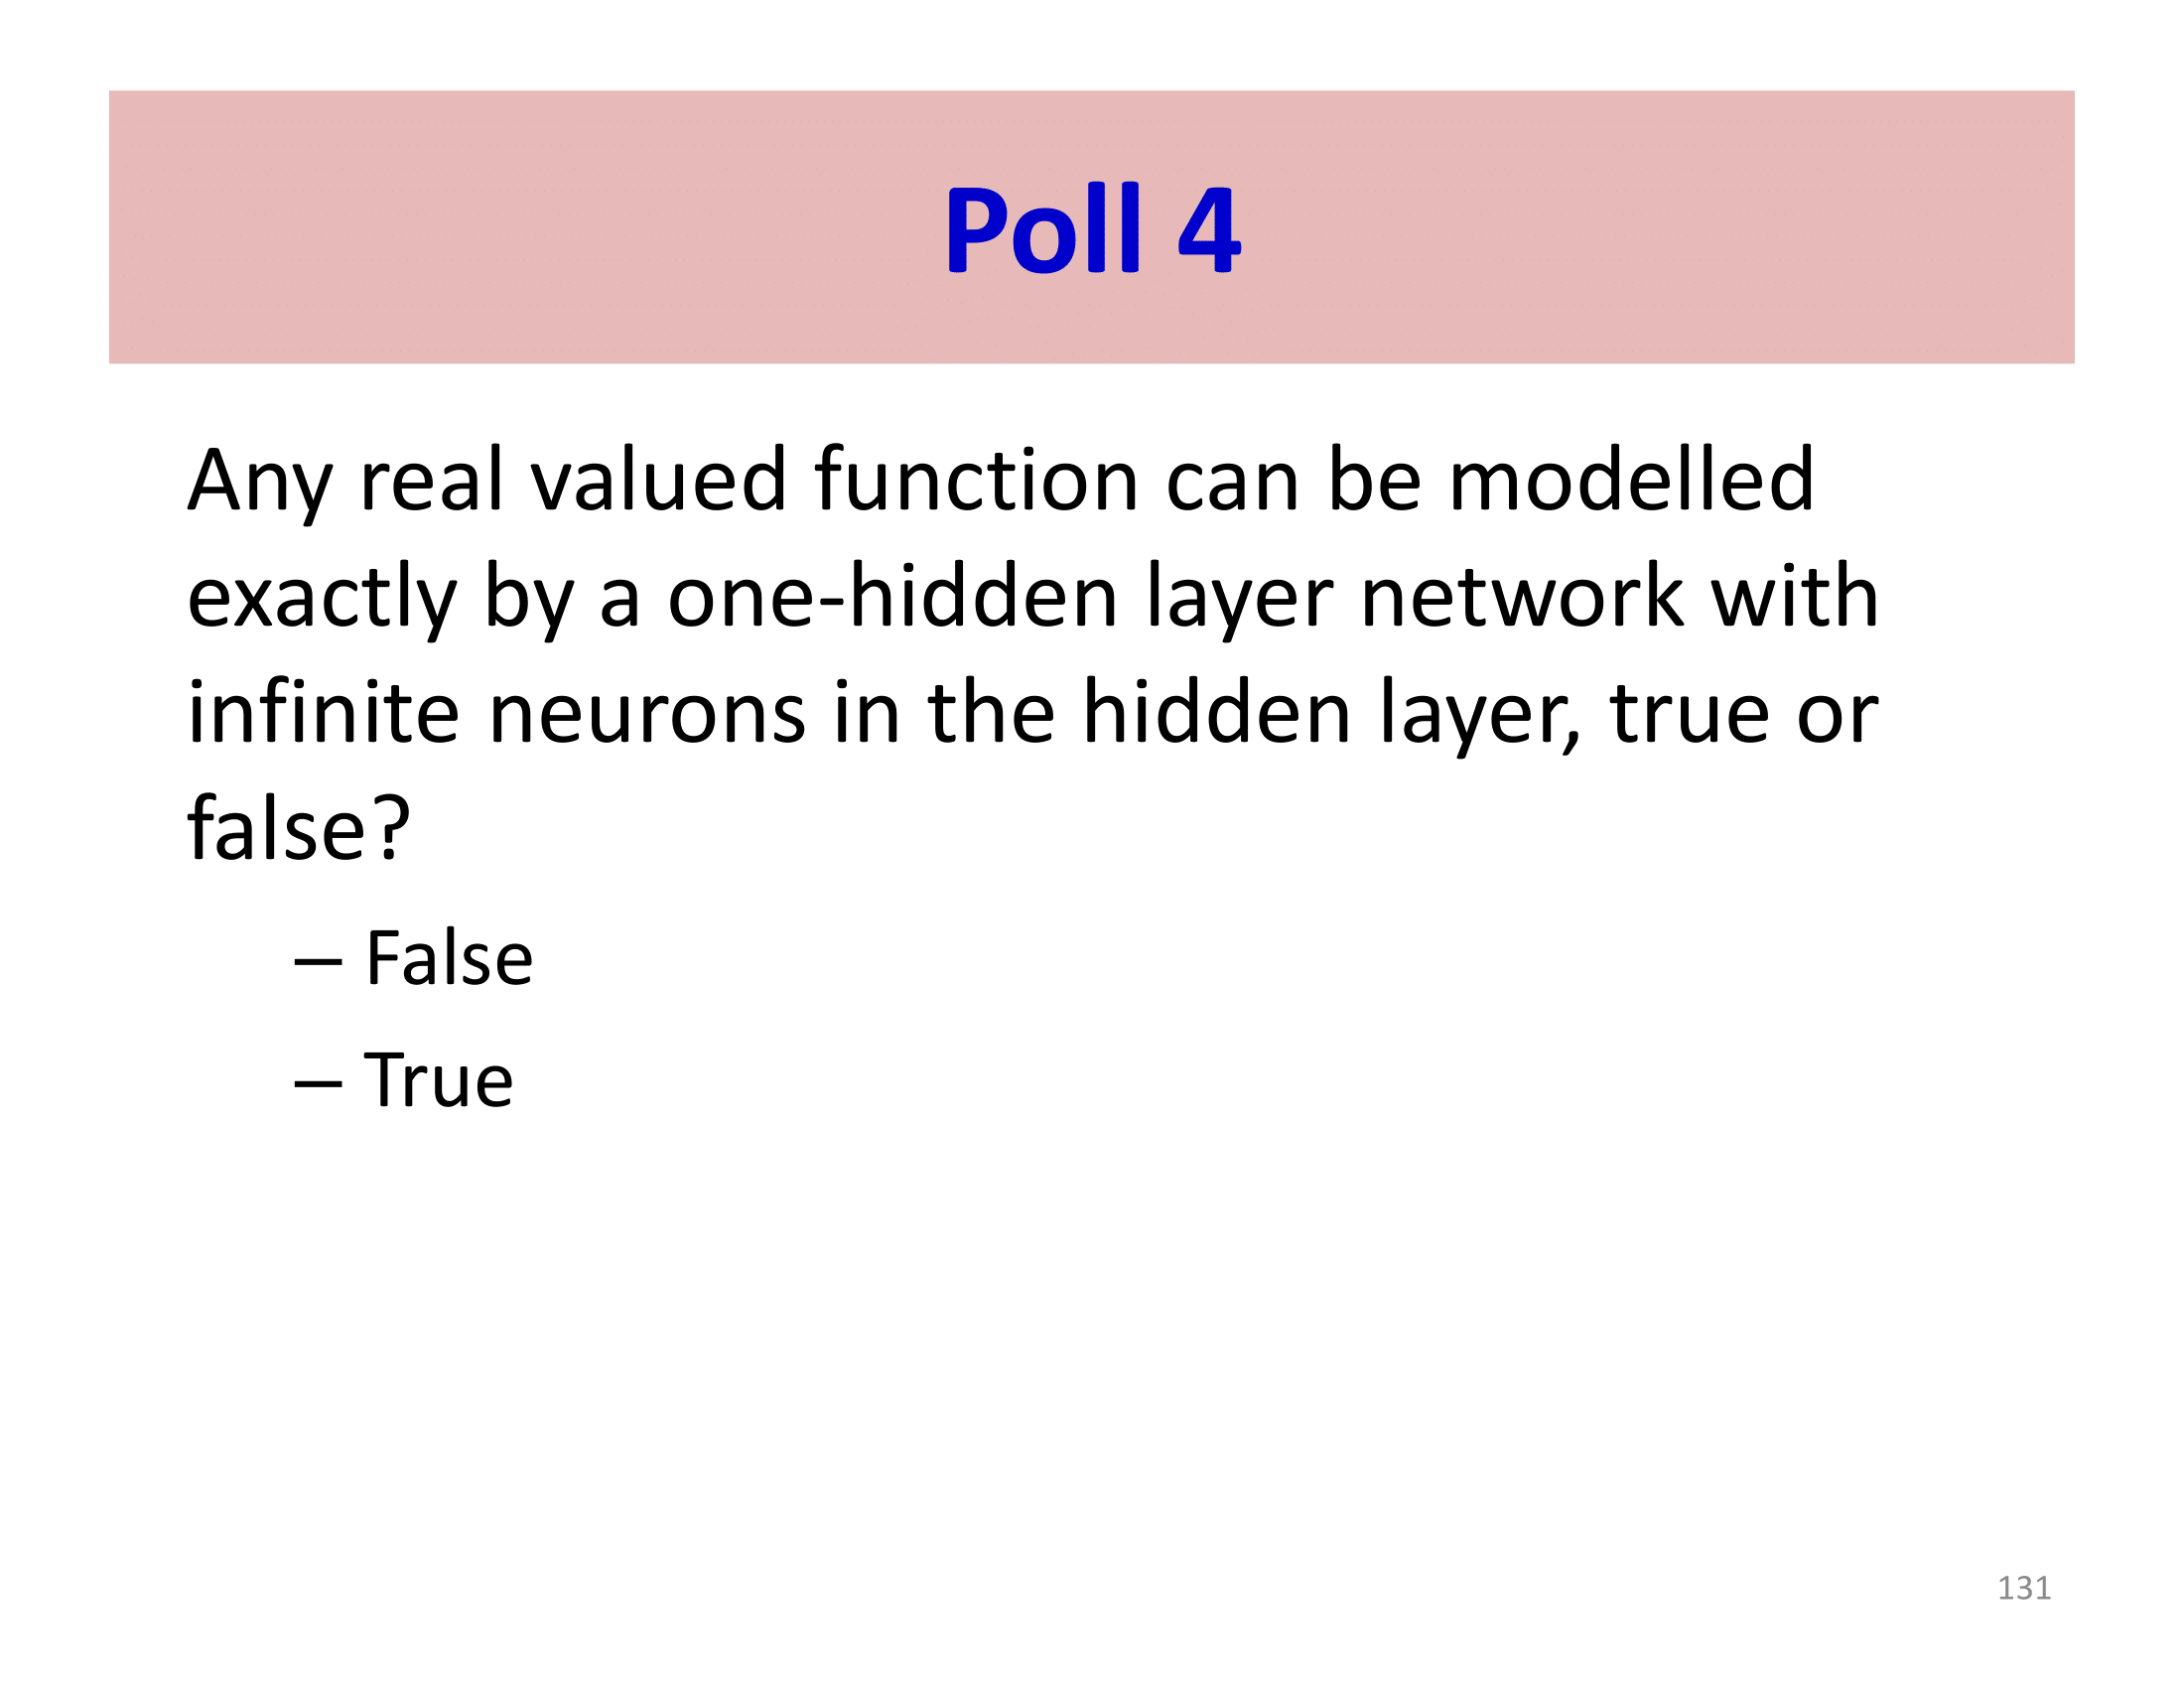 Poll 4
Any real valued function can be modelled
exactly by a one-hidden layer network with
infinite neurons in the hidden layer, true or
false?
– False
– True
131